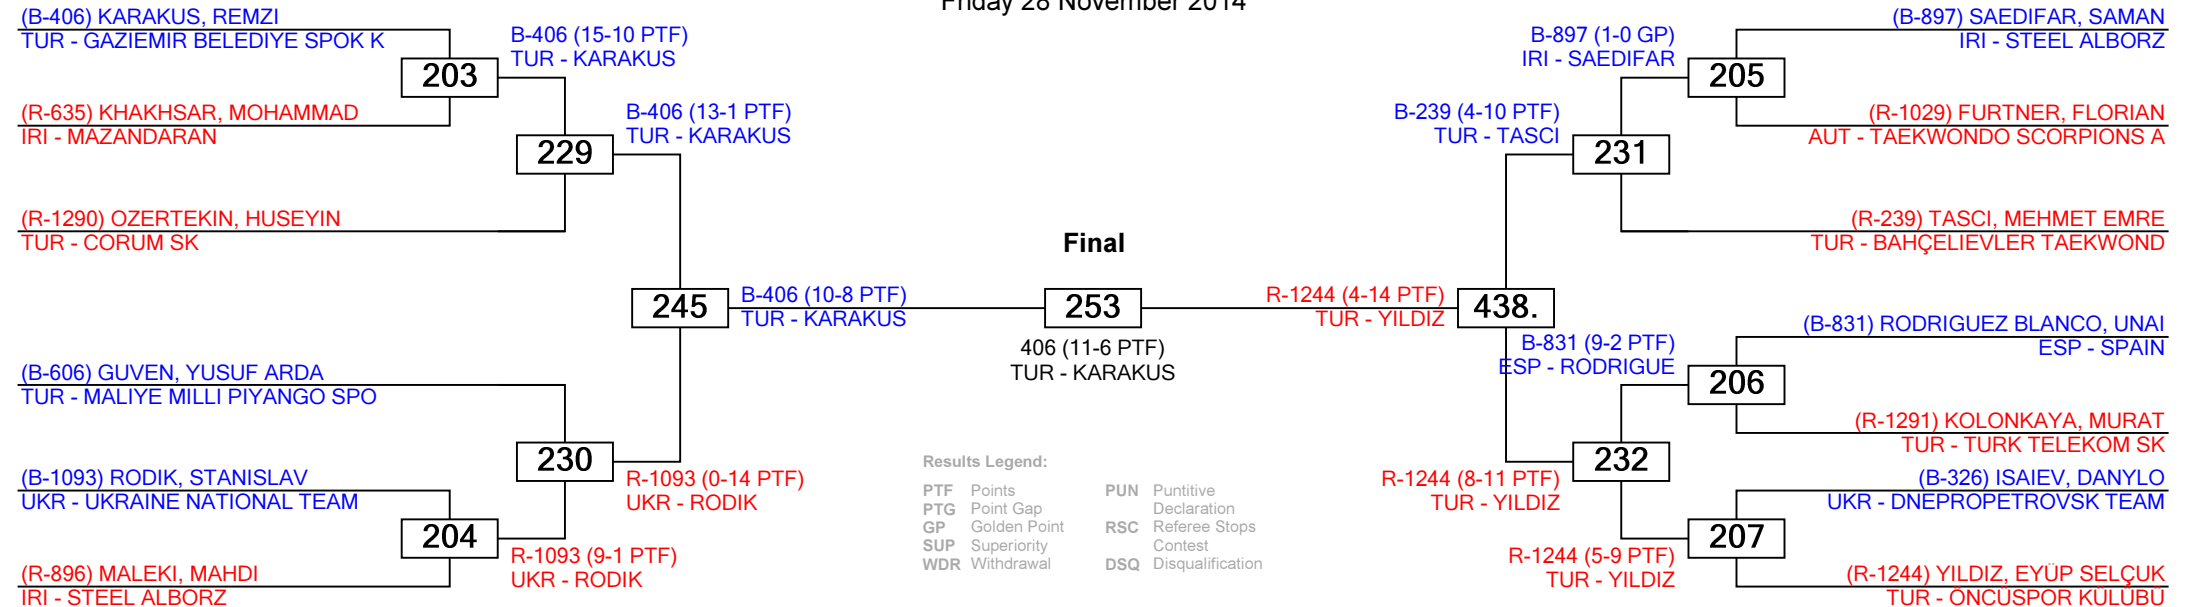 Friday 28 November 2014
(B-406) KARAKUS, REMZI
TUR - GAZIEMIR BELEDIYE SPOK K
203
(R-635) KHAKHSAR, MOHAMMAD
IRI - MAZANDARAN
B-406 (15-10 PTF)
TUR - KARAKUS
229
(R-1290) OZERTEKIN, HUSEYIN
TUR - CORUM SK
B-406 (13-1 PTF)
TUR - KARAKUS
245
B-406 (10-8 PTF)
TUR - KARAKUS
(B-606) GUVEN, YUSUF ARDA
TUR - MALIYE MILLI PIYANGO SPO
230
R-1093 (0-14 PTF)
UKR - RODIK
(B-1093) RODIK, STANISLAV
UKR - UKRAINE NATIONAL TEAM
204
R-1093 (9-1 PTF)
UKR - RODIK
(R-896) MALEKI, MAHDI
IRI - STEEL ALBORZ
Final
253
406 (11-6 PTF)
TUR - KARAKUS
Results Legend:
PTF Points
PTG Point Gap
GP Golden Point
SUP Superiority
WDR Withdrawal
PUN Puntitive
Declaration
RSC Referee Stops
Contest
DSQ Disqualification
(B-897) SAEDIFAR, SAMAN
IRI - STEEL ALBORZ
B-897 (1-0 GP)
IRI - SAEDIFAR
205
(R-1029) FURTNER, FLORIAN
AUT - TAEKWONDO SCORPIONS A
B-239 (4-10 PTF)
TUR - TASCI
231
(R-239) TASCI, MEHMET EMRE
TUR - BAHÇELIEVLER TAEKWOND
R-1244 (4-14 PTF)
TUR - YILDIZ
438.
(B-831) RODRIGUEZ BLANCO, UNAI
ESP - SPAIN
B-831 (9-2 PTF)
ESP - RODRIGUE
206
(R-1291) KOLONKAYA, MURAT
TUR - TURK TELEKOM SK
R-1244 (8-11 PTF)
TUR - YILDIZ
232
(B-326) ISAIEV, DANYLO
UKR - DNEPROPETROVSK TEAM
207
R-1244 (5-9 PTF)
TUR - YILDIZ
(R-1244) YILDIZ, EYÜP SELÇUK
TUR - ÖNCÜSPOR KULÜBÜ